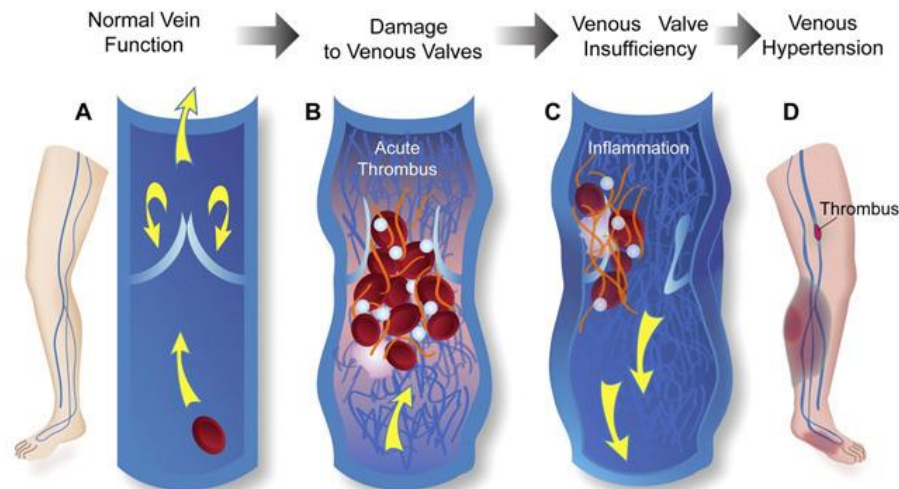 Normal Vein
Function
Damage
to Venous Valves
Venous Valve
Insufficiency
Venous
Hypertension
A
B
C
D
Acute
Thrombus
Inflammation
Thrombus